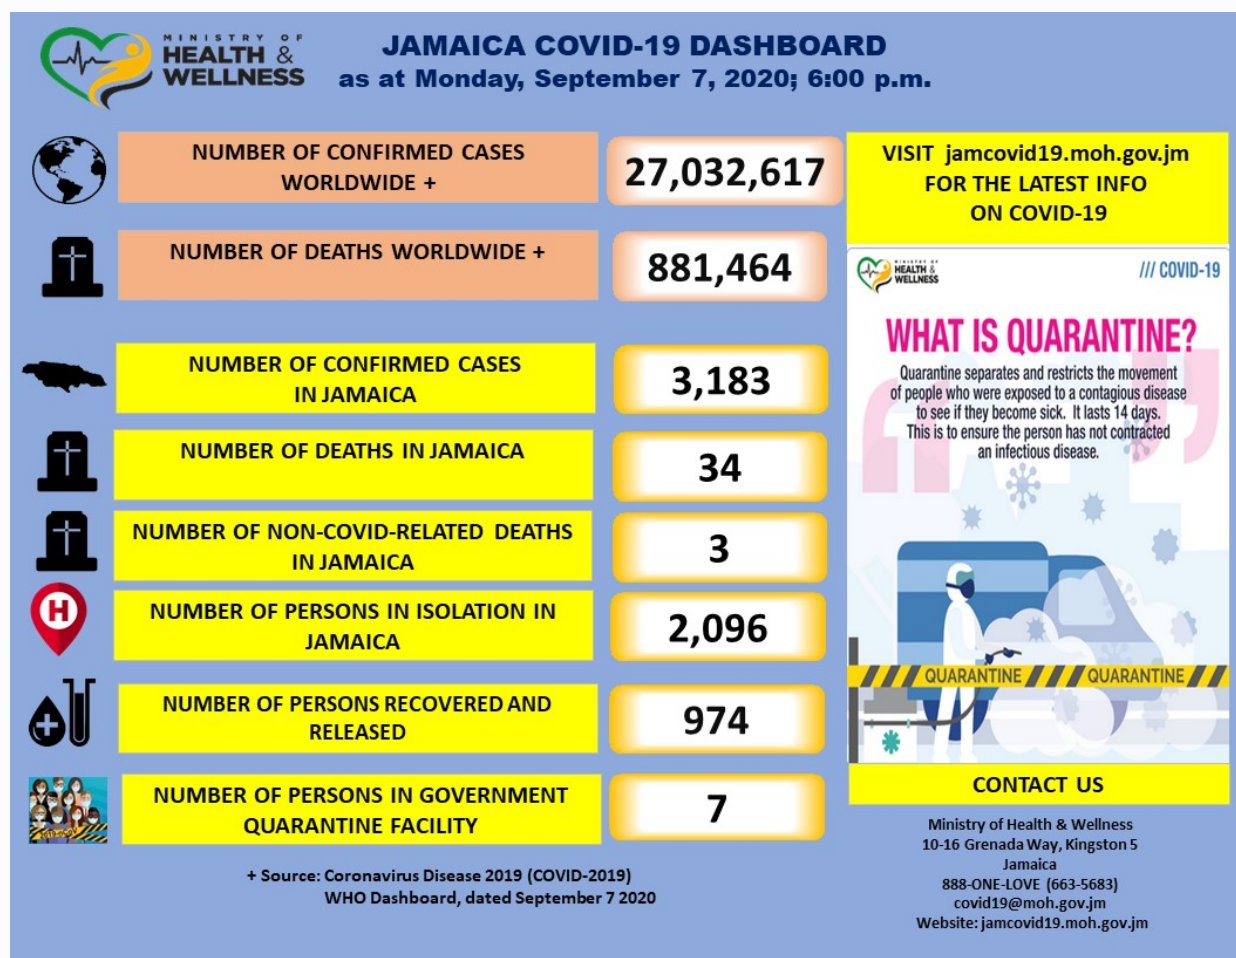 MINISTRY OF
HEALTH &
WELLNESS
JAMAICA COVID-19 DASHBOARD
as at Monday, September 7, 2020; 6:00 p.m.
NUMBER OF CONFIRMED CASES
WORLDWIDE +
27,032,617
NUMBER OF DEATHS WORLDWIDE +
881,464
NUMBER OF CONFIRMED CASES
IN JAMAICA
3,183
NUMBER OF DEATHS IN JAMAICA
34
NUMBER OF NON-COVID-RELATED DEATHS
IN JAMAICA
3
H
NUMBER OF PERSONS IN ISOLATION IN
JAMAICA
2,096
NUMBER OF PERSONS RECOVERED AND
RELEASED
974
NUMBER OF PERSONS IN GOVERNMENT
QUARANTINE FACILITY
7
+ Source: Coronavirus Disease 2019 (COVID-2019)
WHO Dashboard, dated September 7 2020
VISIT jamcovid19.moh.gov.jm
FOR THE LATEST INFO
ON COVID-19
MINISTRY OF
HEALTH &
WELLNESS
/// COVID-19
WHAT IS QUARANTINE?
Quarantine separates and restricts the movement
of people who were exposed to a contagious disease
to see if they become sick. It lasts 14 days.
This is to ensure the person has not contracted
an infectious disease.
QUARANTINE QUARANTINE
CONTACT US
Ministry of Health & Wellness
10-16 Grenada Way, Kingston 5
Jamaica
888-ONE-LOVE (663-5683)
covid19@moh.gov.jm
Website: jamcovid19.moh.gov.jm